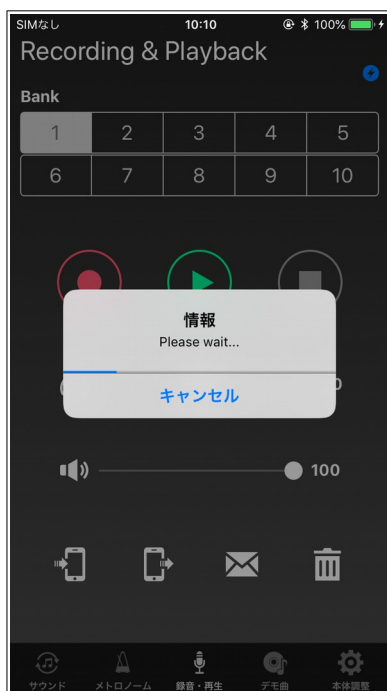 SIMなし 10:10 100%
Recording & Playback
Bank
1 2 3 4 5
6 7 8 9 10
情報
Please wait...
キャンセル
100
サウンド メトロノーム 録音・再生 デモ曲 本体調整